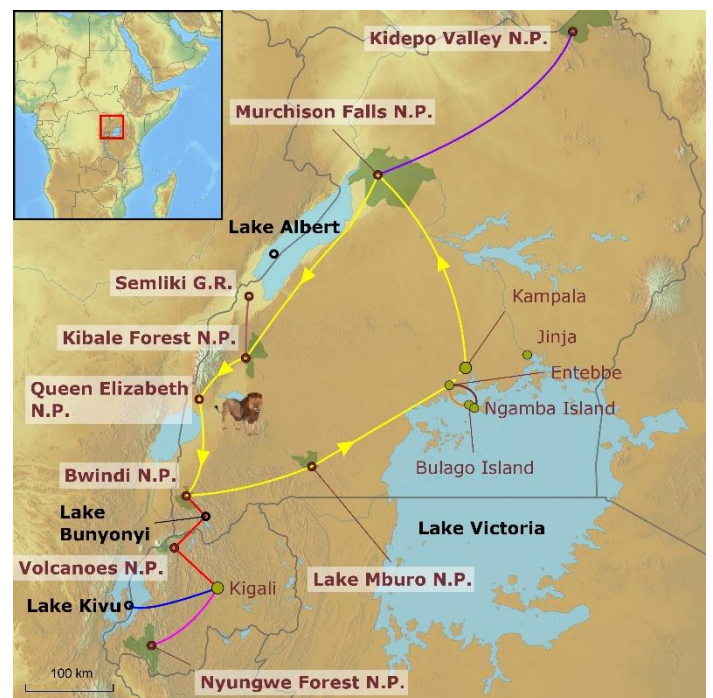 Kidepo Valley N.P.
Murchison Falls N.P.
Lake Albert
Semliki G.R.
Kampala
Kibale Forest N.P.
Jinja
Entebbe
Queen Elizabeth
N.P.
Ngamba Island
Bulago Island
Bwindi N.P.
Lake
Bunyonyi
Lake Victoria
Volcanoes N.P.
Lake Mburo N.P.
Kigali
Lake Kivu
100 km
Nyungwe Forest N.P.